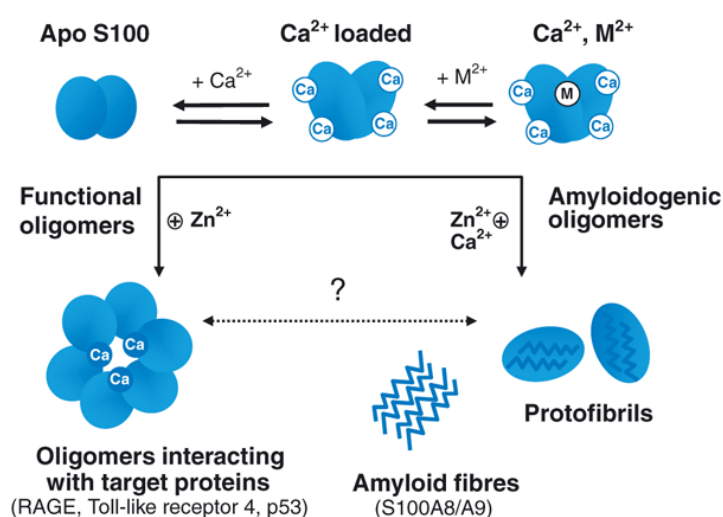 Apo S100
Ca²⁺ loaded
Ca²⁺, M²⁺
+ Ca²⁺
+ M²⁺
Ca
Ca
Ca
Ca
Ca
M
Ca
Ca
Ca
Functional
oligomers
⊕ Zn²⁺
Zn²⁺⊕
Ca²⁺
Amyloidogenic
oligomers
?
Ca
Ca
Ca
Protofibrils
Oligomers interacting
with target proteins
(RAGE, Toll-like receptor 4, p53)
Amyloid fibres
(S100A8/A9)